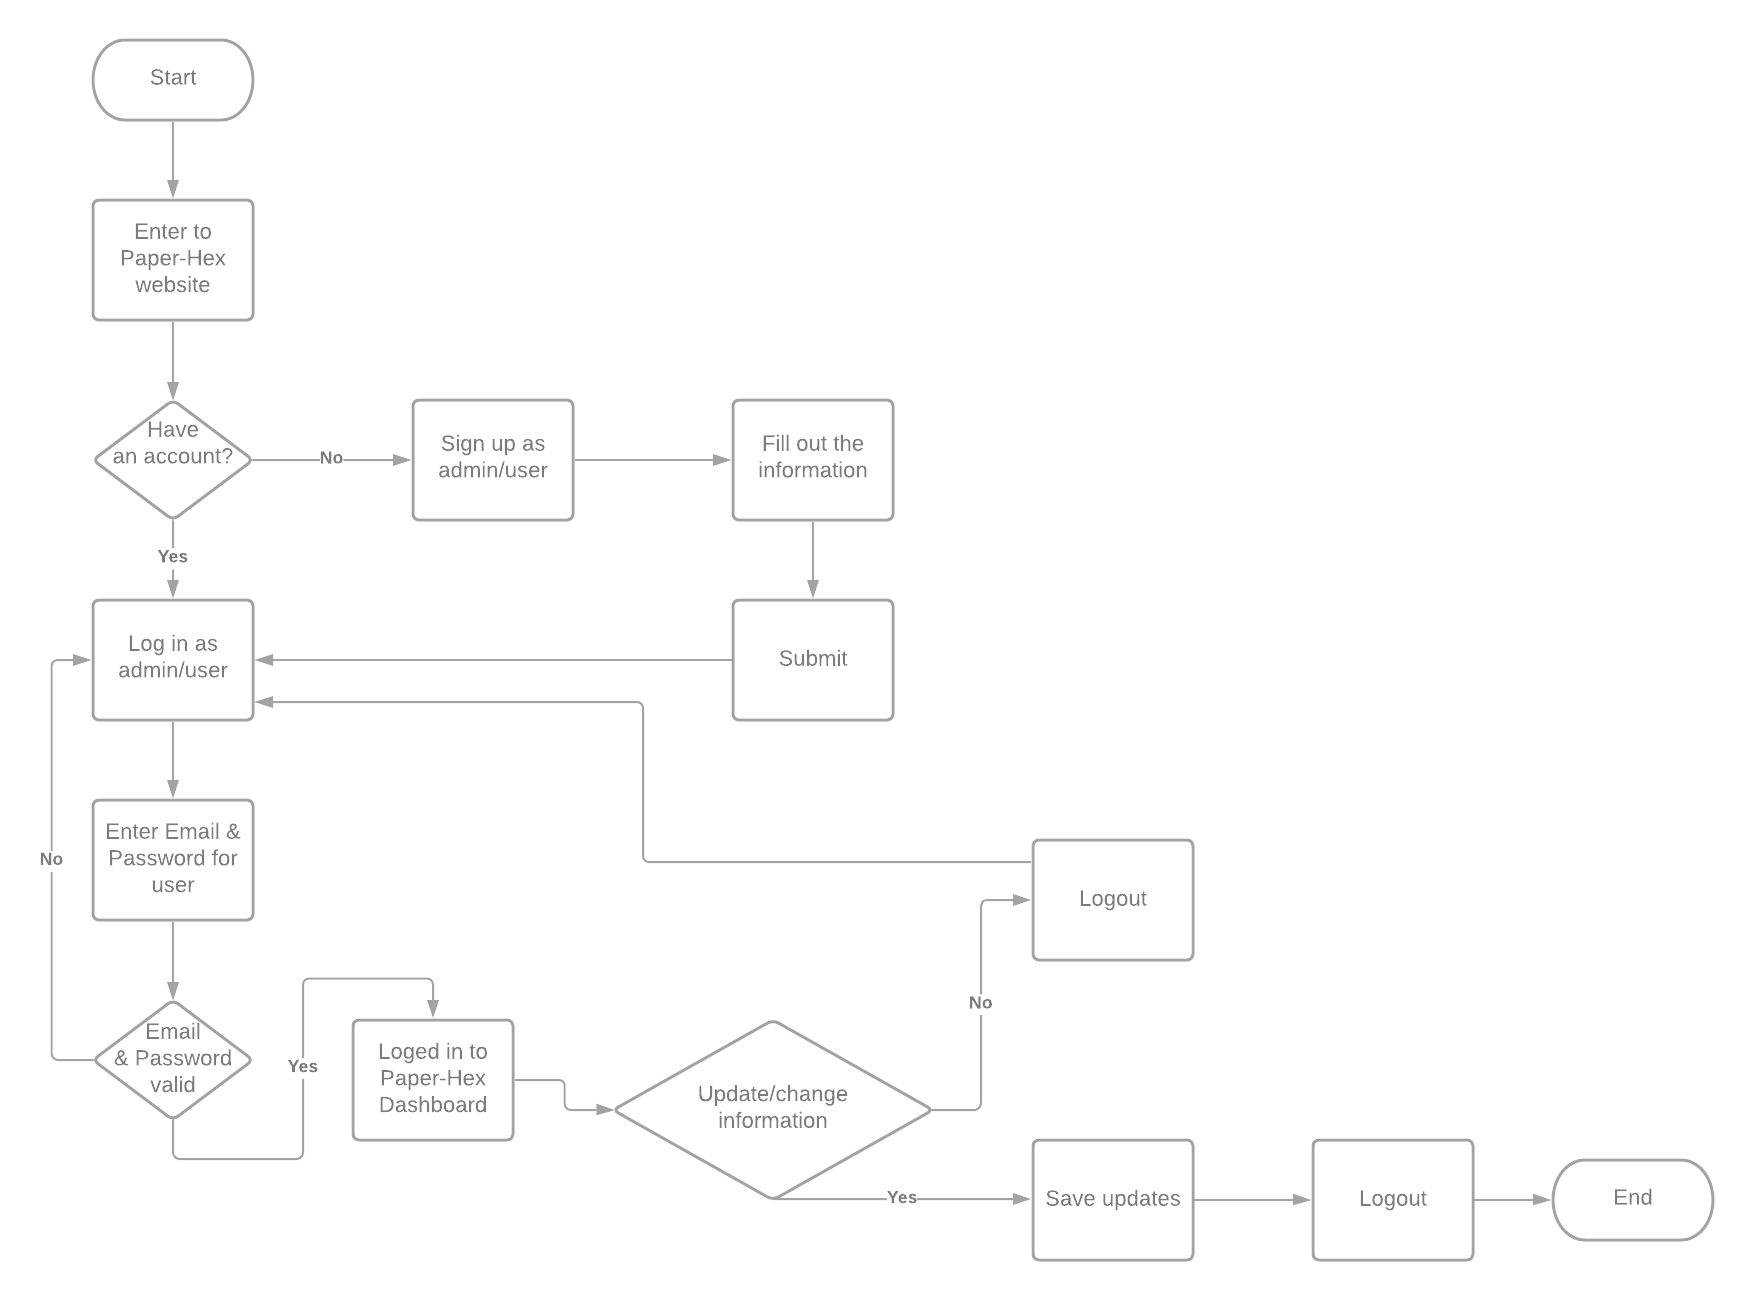 Start
Enter to
Paper-Hex
website
Have
an account?
No
Sign up as
admin/user
Fill out the
information
Yes
Log in as
admin/user
Submit
Enter Email &
Password for
user
No
Logout
Email
& Password
valid
Yes
Loged in to
Paper-Hex
Dashboard
Update/change
information
No
Yes
Save updates
Logout
End